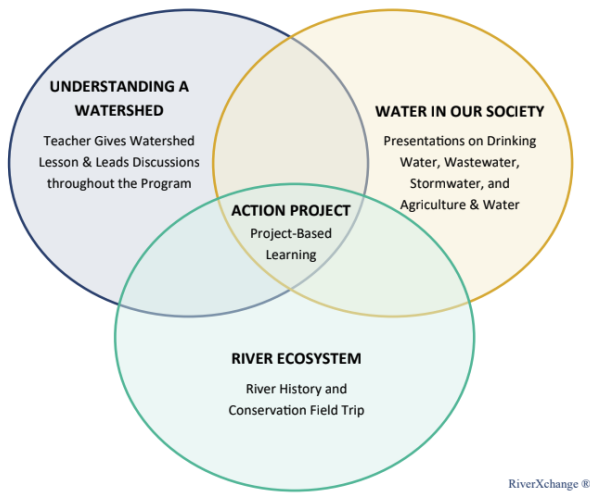 UNDERSTANDING A
WATERSHED
Teacher Gives Watershed
Lesson & Leads Discussions
throughout the Program
WATER IN OUR SOCIETY
Presentations on Drinking
Water, Wastewater,
Stormwater, and
Agriculture & Water
ACTION PROJECT
Project-Based
Learning
RIVER ECOSYSTEM
River History and
Conservation Field Trip
RiverXchange ®